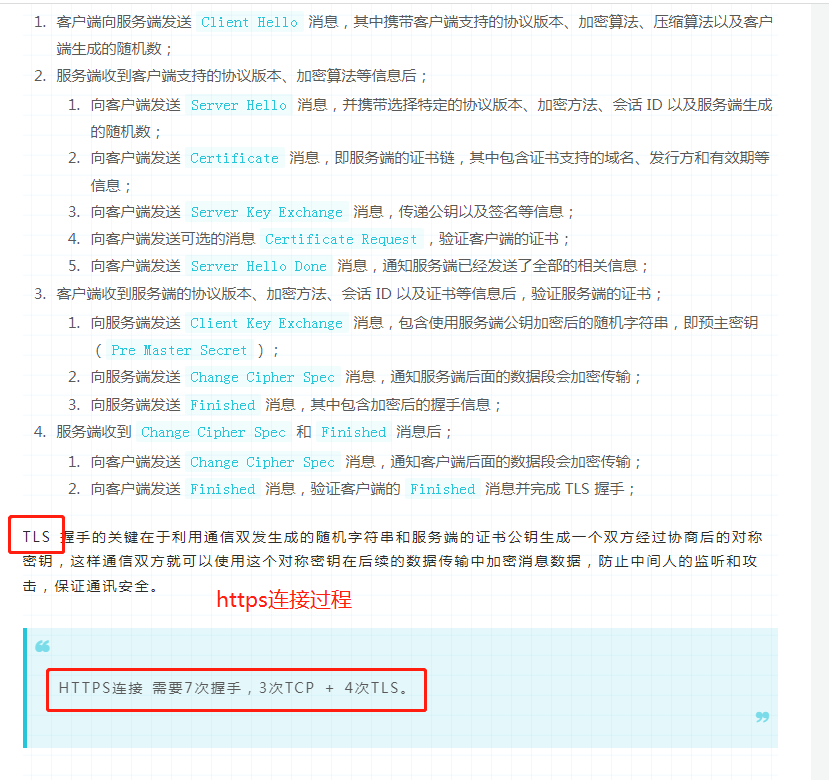 1. 客户端向服务端发送 Client Hello 消息，其中携带客户端支持的协议版本、加密算法、压缩算法以及客户
端生成的随机数；
2. 服务端收到客户端支持的协议版本、加密算法等信息后；
1. 向客户端发送 Server Hello 消息，并携带选择特定的协议版本、加密方法、会话 ID 以及服务端生成
的随机数；
2. 向客户端发送 Certificate 消息，即服务端的证书链，其中包含证书支持的域名、发行方和有效期等
信息；
3. 向客户端发送 Server Key Exchange 消息，传递公钥以及签名等信息；
4. 向客户端发送可选的消息 Certificate Request ，验证客户端的证书；
5. 向客户端发送 Server Hello Done 消息，通知服务端已经发送了全部的相关信息；
3. 客户端收到服务端的协议版本、加密方法、会话 ID 以及证书等信息后，验证服务端的证书；
1. 向服务端发送 Client Key Exchange 消息，包含使用服务端公钥加密后的随机字符串，即预主密钥
（ Pre Master Secret ）；
2. 向服务端发送 Change Cipher Spec 消息，通知服务端后面的数据段会加密传输；
3. 向服务端发送 Finished 消息，其中包含加密后的握手信息；
4. 服务端收到 Change Cipher Spec 和 Finished 消息后；
1. 向客户端发送 Change Cipher Spec 消息，通知客户端后面的数据段会加密传输；
2. 向客户端发送 Finished 消息，验证客户端的 Finished 消息并完成 TLS 握手；
TLS 握手的关键在于利用通信双发生成的随机字符串和服务端的证书公钥生成一个双方经过协商后的对称
密钥，这样通信双方就可以使用这个对称密钥在后续的数据传输中加密消息数据，防止中间人的监听和攻
击，保证通讯安全。
https连接过程
❝
HTTPS连接 需要7次握手，3次TCP + 4次TLS。
❞